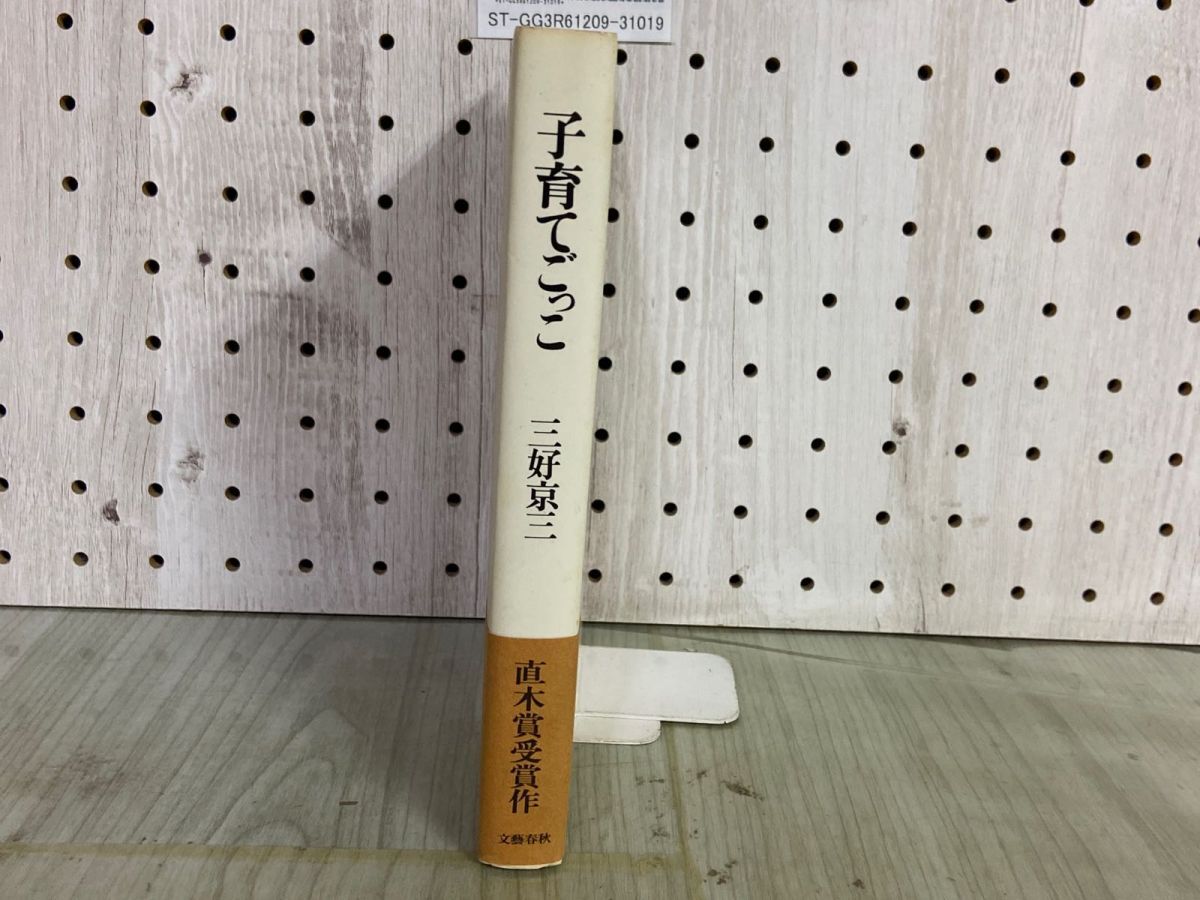 ST-GG3R61209-31019
子育てごっこ
三好京三
直木賞受賞作
文藝春秋